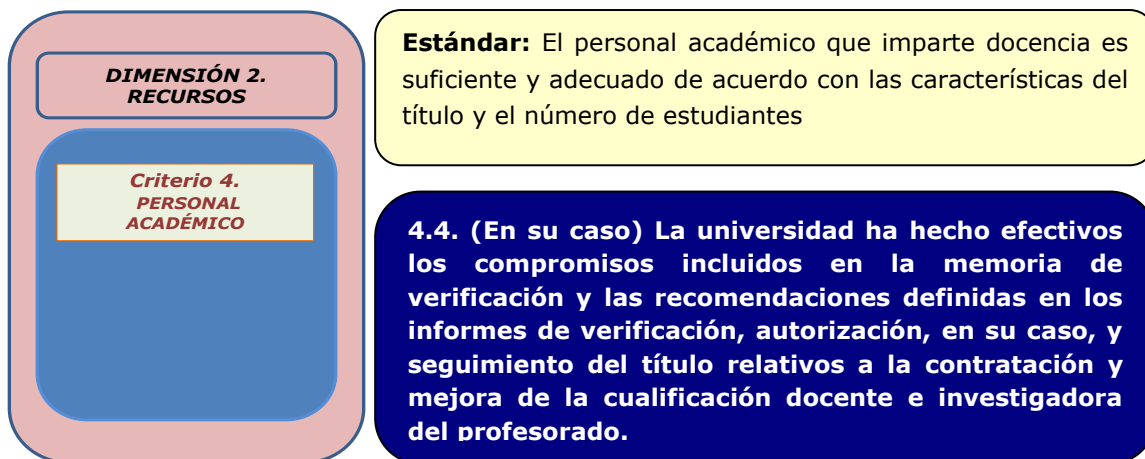 DIMENSIÓN 2.
RECURSOS
Criterio 4.
PERSONAL
ACADÉMICO
Estándar: El personal académico que imparte docencia es
suficiente y adecuado de acuerdo con las características del
título y el número de estudiantes
4.4. (En su caso) La universidad ha hecho efectivos
los compromisos incluidos en la memoria de
verificación y las recomendaciones definidas en los
informes de verificación, autorización, en su caso, y
seguimiento del título relativos a la contratación y
mejora de la cualificación docente e investigadora
del profesorado.